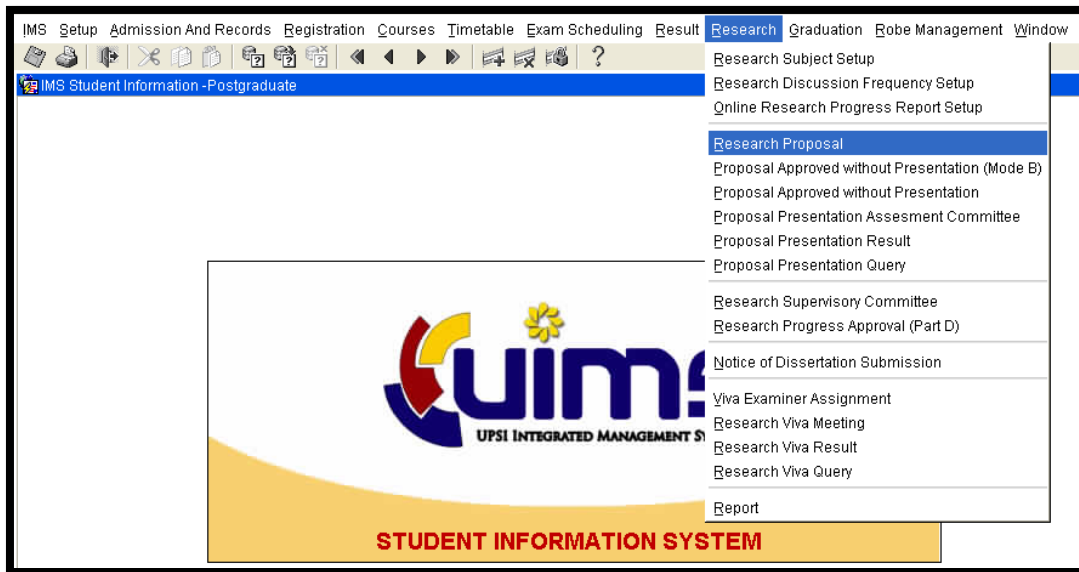 IMS Setup Admission And Records Registration Courses Timetable Exam Scheduling Result Research Graduation Robe Management Window
?
IMS Student Information -Postgraduate
Research Subject Setup
Research Discussion Frequency Setup
Online Research Progress Report Setup
Research Proposal
Proposal Approved without Presentation (Mode B)
Proposal Approved without Presentation
Proposal Presentation Assesment Committee
Proposal Presentation Result
Proposal Presentation Query
Research Supervisory Committee
Research Progress Approval (Part D)
Notice of Dissertation Submission
Viva Examiner Assignment
Research Viva Meeting
Research Viva Result
Research Viva Query
Report
uim
UPSI INTEGRATED MANAGEMENT
STUDENT INFORMATION SYSTEM